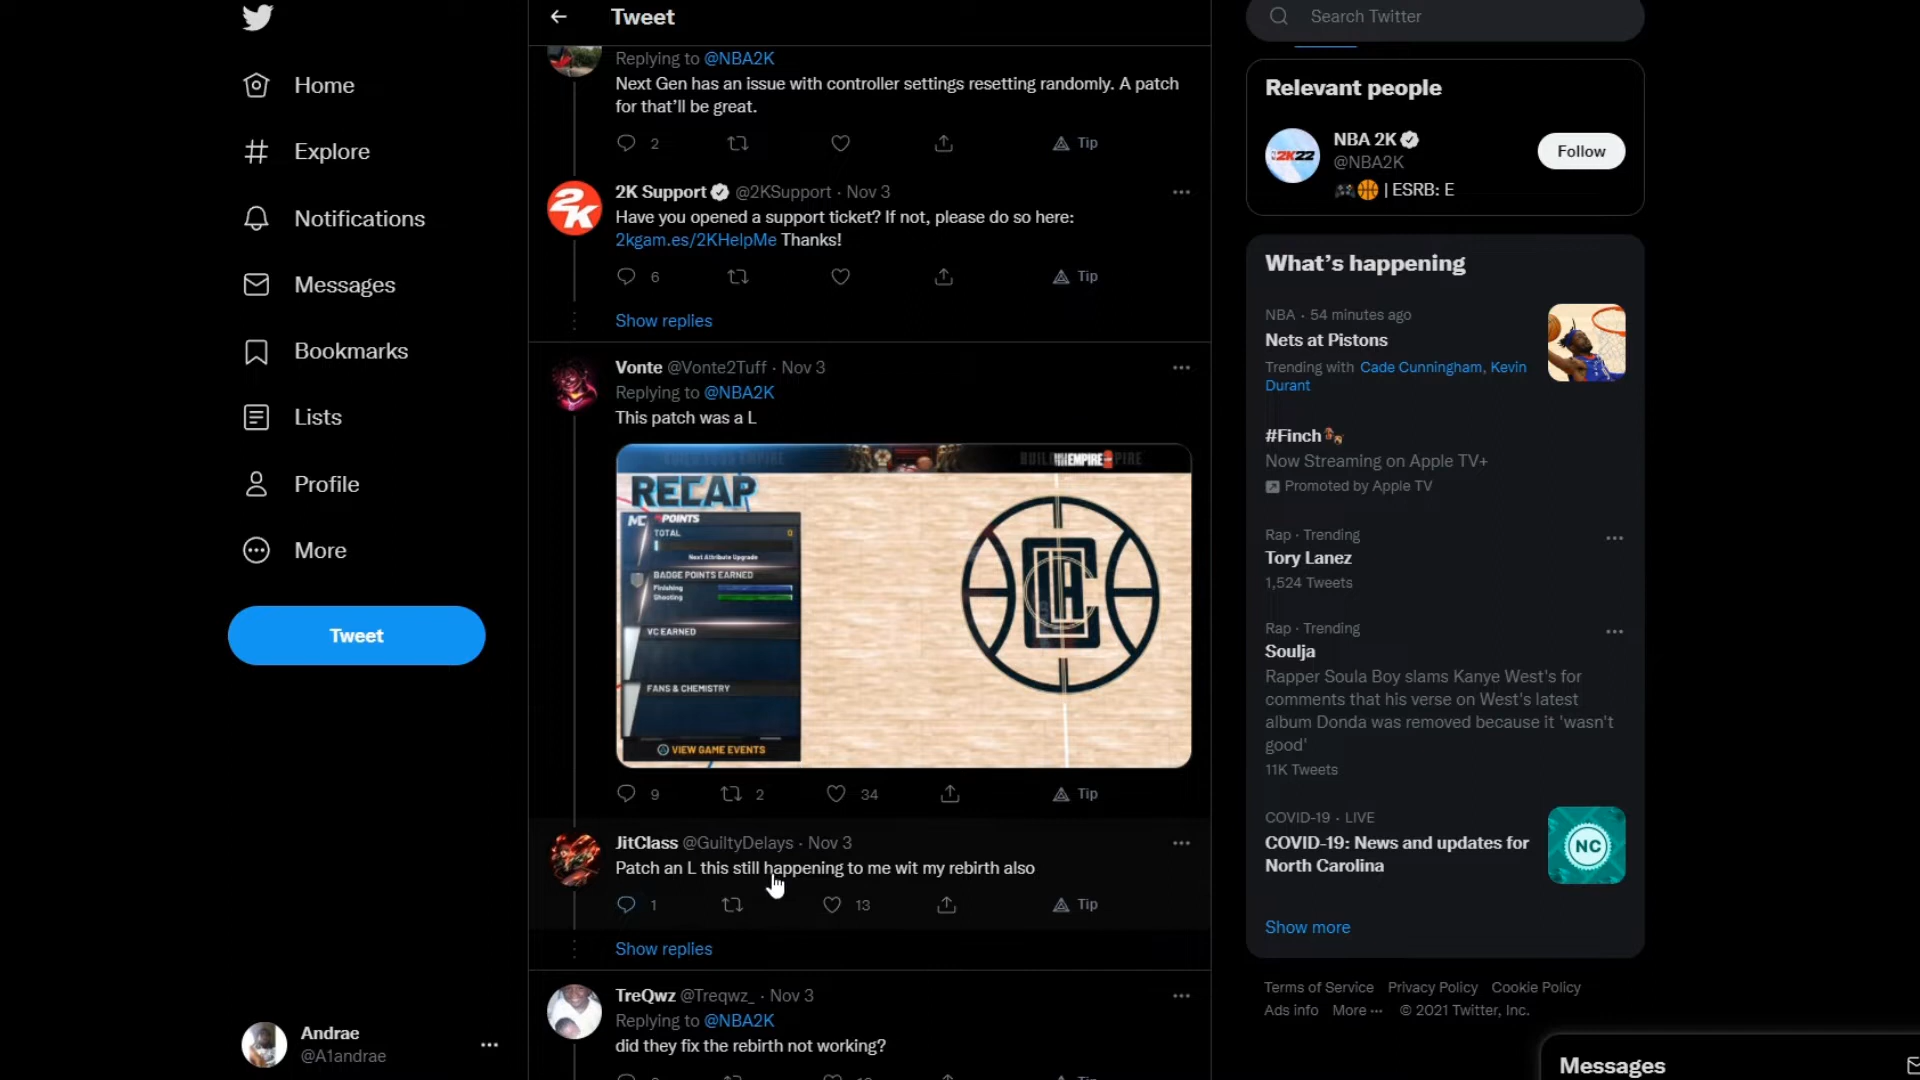 Home
Explore
Notifications
Messages
Bookmarks
Lists
Profile
More
Tweet
Andrae
@A1andrae
Tweet
Replying to @NBA2K
Next Gen has an issue with controller settings resetting randomly. A patch
for that’ll be great.
2
Tip
2K
2K Support @2KSupport · Nov 3
Have you opened a support ticket? If not, please do so here:
2kgam.es/2KHelpMe Thanks!
6
Tip
Show replies
Vonte @Vonte2Tuff · Nov 3
Replying to @NBA2K
This patch was a L
RECAP
POINTS
TOTAL 0
Next Attribute Upgrade
BADGE POINTS EARNED
Finishing
Shooting
VC EARNED
FANS & CHEMISTRY
VIEW GAME EVENTS
9 2 34 Tip
JitClass @GuiltyDelays · Nov 3
Patch an L this still happening to me wit my rebirth also
1 13 Tip
Show replies
TreQwz @Treqwz_ · Nov 3
Replying to @NBA2K
did they fix the rebirth not working?
Search Twitter
Relevant people
2K22
NBA 2K
@NBA2K
| ESRB: E
Follow
What’s happening
NBA · 54 minutes ago
Nets at Pistons
Trending with Cade Cunningham, Kevin
Durant
#Finch
Now Streaming on Apple TV+
Promoted by Apple TV
Rap · Trending
Tory Lanez
1,524 Tweets
Rap · Trending
Soulja
Rapper Soula Boy slams Kanye West's for
comments that his verse on West's latest
album Donda was removed because it 'wasn't
good'
11K Tweets
COVID-19 · LIVE
COVID-19: News and updates for
North Carolina
NC
Show more
Terms of Service Privacy Policy Cookie Policy
Ads info More ··· © 2021 Twitter, Inc.
Messages